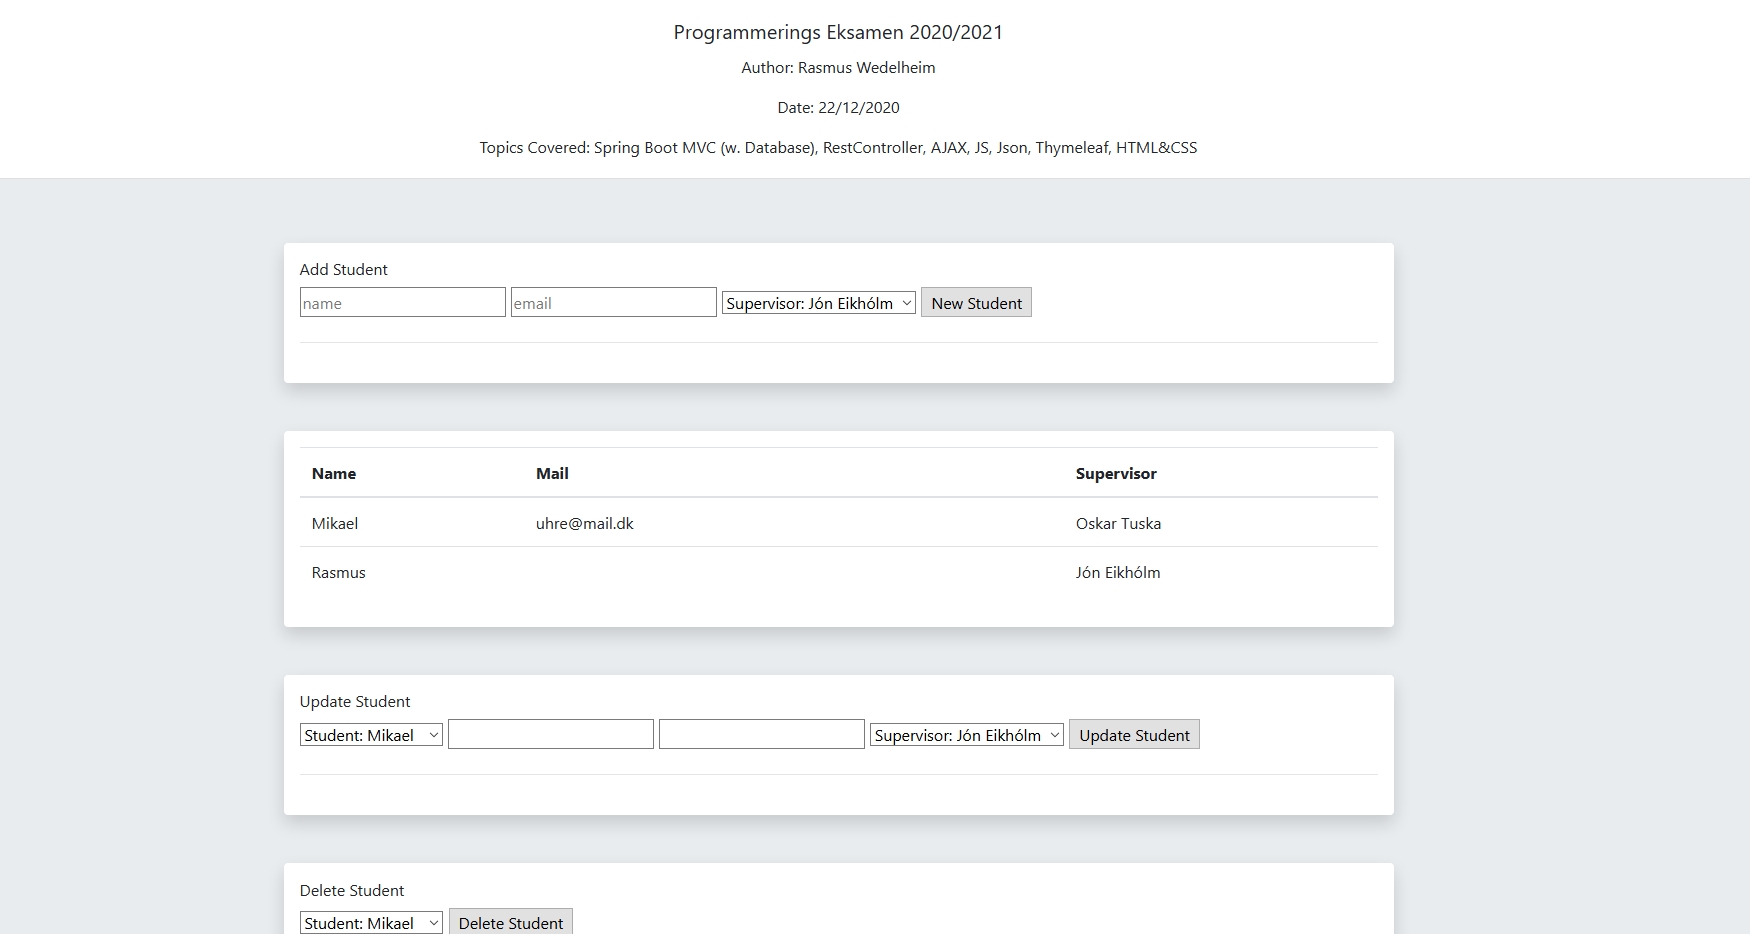 Programmerings Eksamen 2020/2021
Author: Rasmus Wedelheim
Date: 22/12/2020
Topics Covered: Spring Boot MVC (w. Database), RestController, AJAX, JS, Json, Thymeleaf, HTML&CSS
Add Student
name email Supervisor: Jón Eikhólm New Student
Name Mail Supervisor
Mikael uhre@mail.dk Oskar Tuska
Rasmus Jón Eikhólm
Update Student
Student: Mikael Supervisor: Jón Eikhólm Update Student
Delete Student
Student: Mikael Delete Student